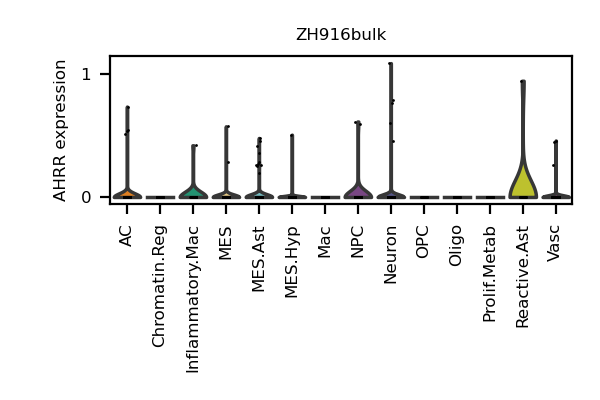 ZH916bulk
AHRR expression
1
0
AC
Chromatin.Reg
Inflammatory.Mac
MES
MES.Ast
MES.Hyp
Mac
NPC
Neuron
OPC
Oligo
Prolif.Metab
Reactive.Ast
Vasc